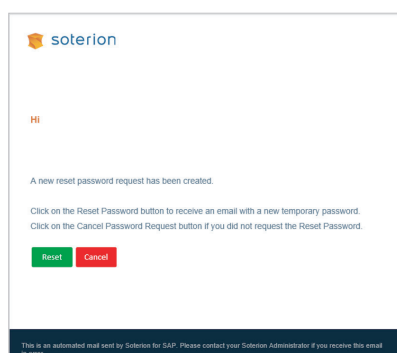 soterion
Hi
A new reset password request has been created.
Click on the Reset Password button to receive an email with a new temporary password.
Click on the Cancel Password Request button if you did not request the Reset Password.
Reset Cancel
This is an automated mail sent by Soterion for SAP. Please contact your Soterion Administrator if you receive this email
in error